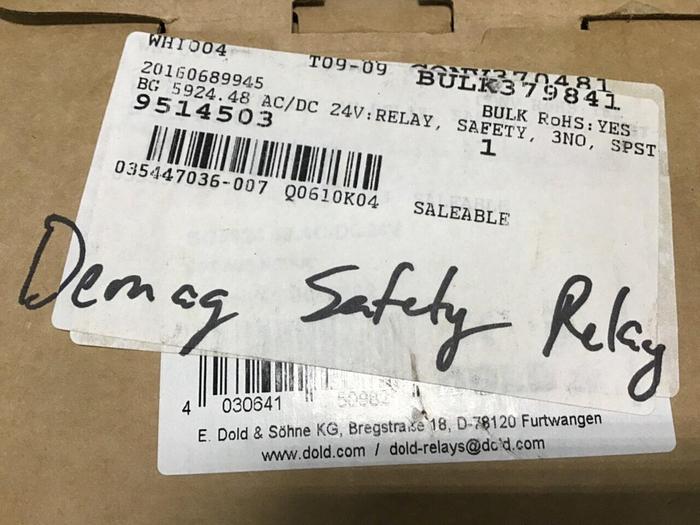 WHI004 T09-09
BULK379841
20160689945 BULK RoHS:YES
BG 5924.48 AC/DC 24V:RELAY, SAFETY, 3NO, SPST
9514503 1
035447036-007 Q0610K04 SALEABLE
Demag Safety Relay
4 030641
E. Dold & Söhne KG, Bregstraße 18, D-78120 Furtwangen
www.dold.com / dold-relays@dold.com